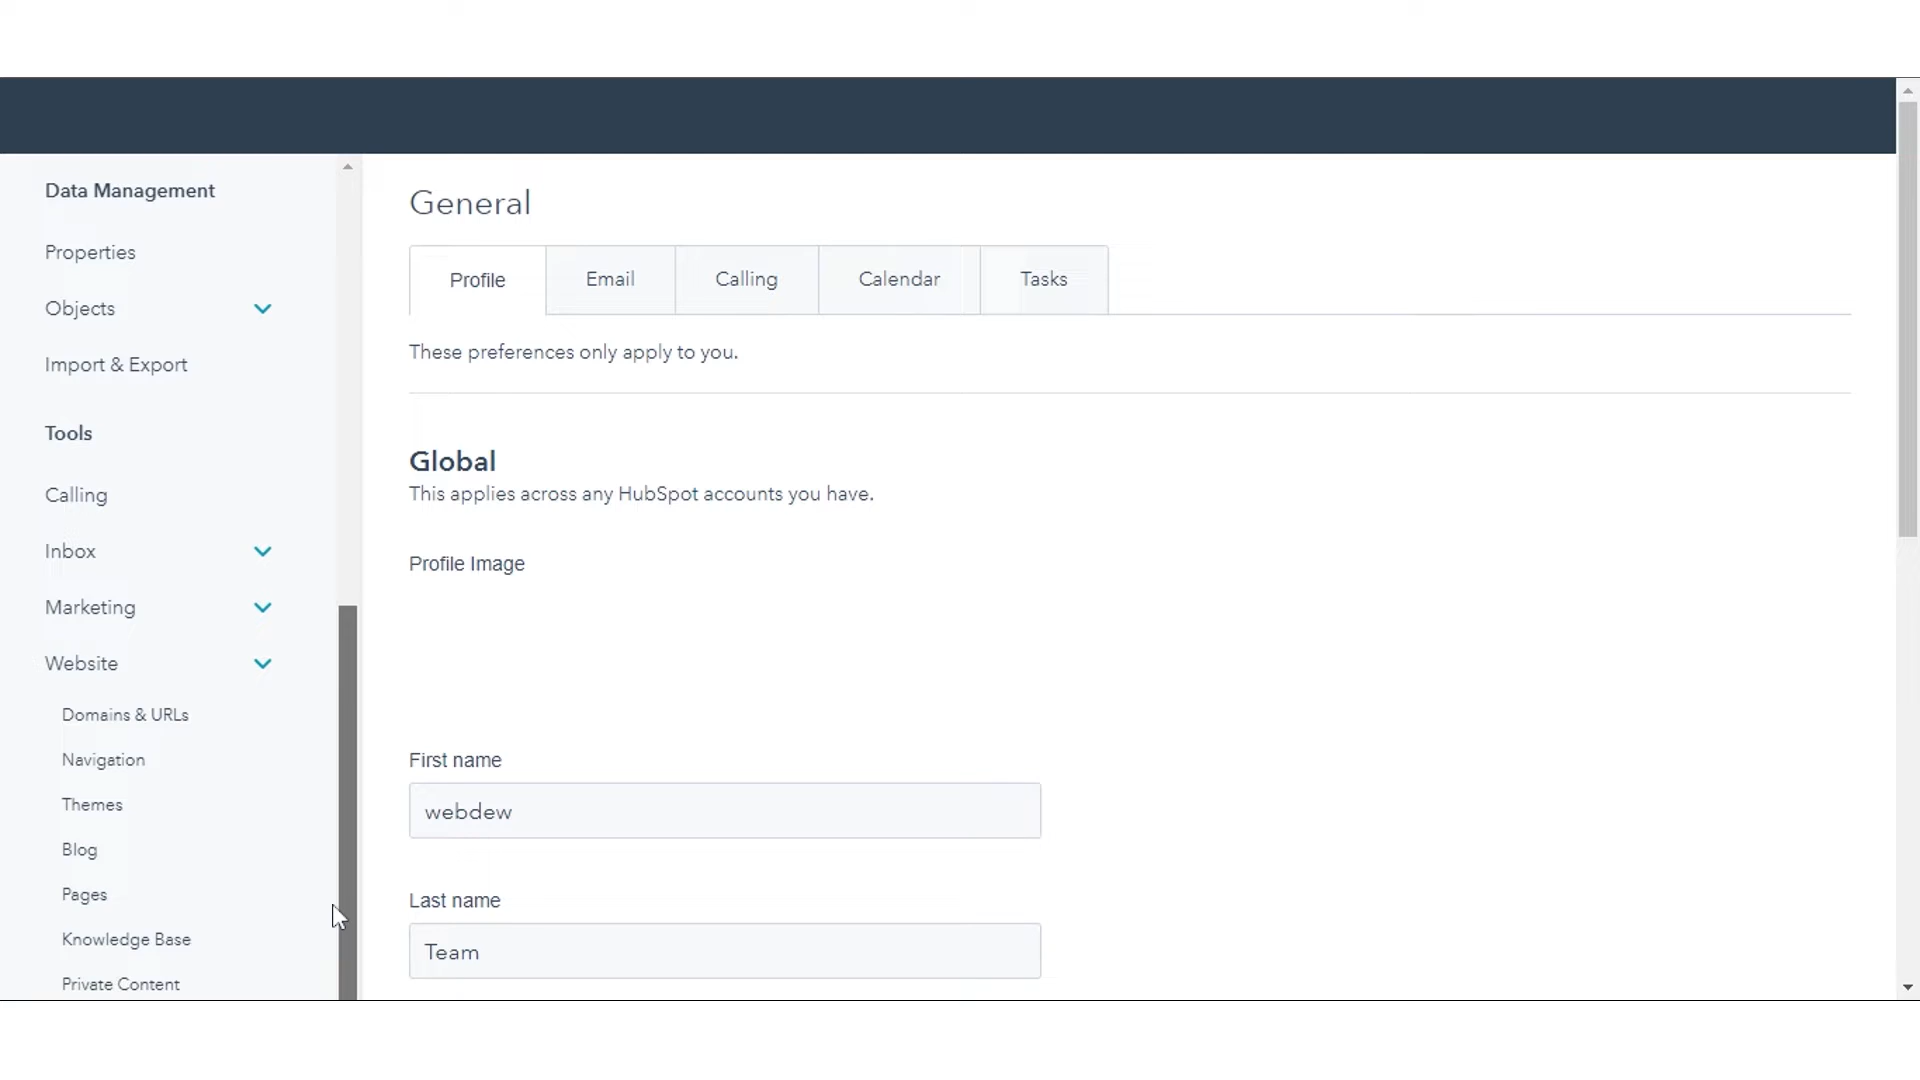 Data Management
Properties
Objects
Import & Export
Tools
Calling
Inbox
Marketing
Website
Domains & URLs
Navigation
Themes
Blog
Pages
Knowledge Base
Private Content
General
Profile
Email
Calling
Calendar
Tasks
These preferences only apply to you.
Global
This applies across any HubSpot accounts you have.
Profile Image
First name
webdew
Last name
Team